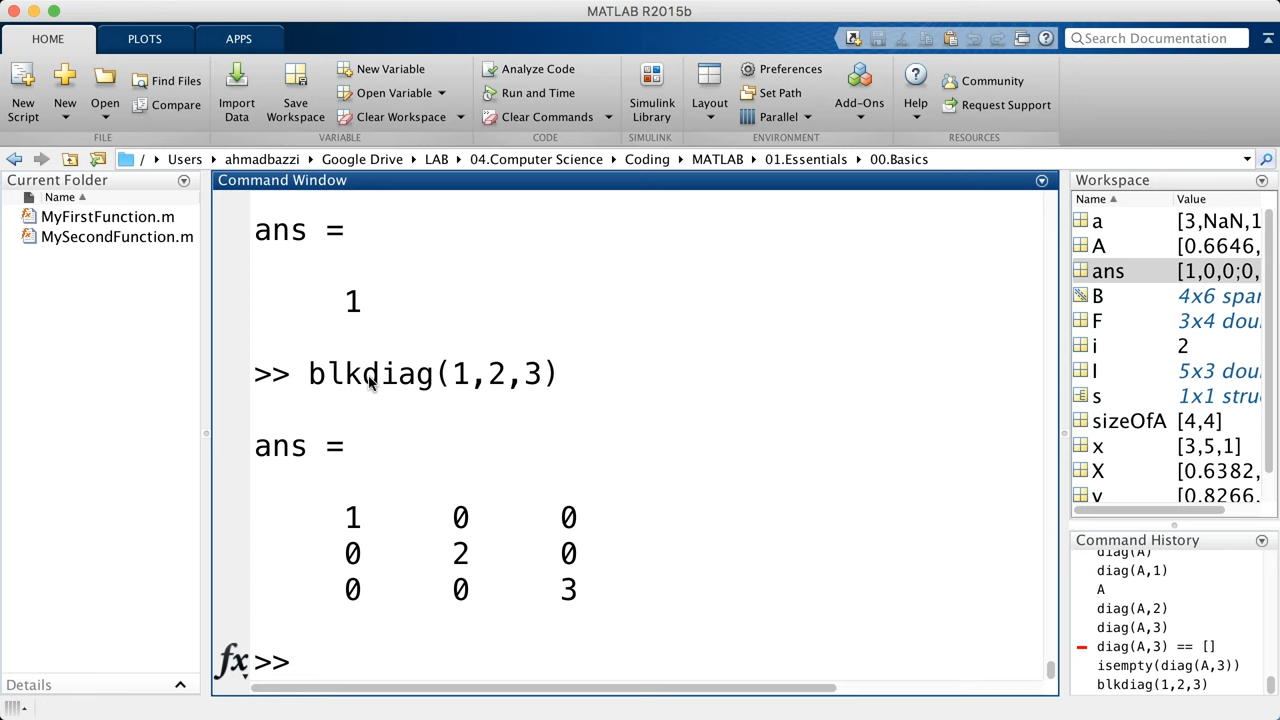 MATLAB R2015b
HOME PLOTS APPS
Search Documentation
New Script
New
Open
Find Files
Compare
FILE
Import Data
Save Workspace
New Variable
Open Variable
Clear Workspace
VARIABLE
Analyze Code
Run and Time
Clear Commands
CODE
Simulink Library
SIMULINK
Layout
Preferences
Set Path
Parallel
ENVIRONMENT
Add-Ons
Help
Community
Request Support
RESOURCES
/ Users ahmadbazzi Google Drive LAB 04.Computer Science Coding MATLAB 01.Essentials 00.Basics
Current Folder
Name
MyFirstFunction.m
MySecondFunction.m
Details
Command Window
ans =
1
>> blkdiag(1,2,3)
ans =
1 0 0
0 2 0
0 0 3
fx >>
Workspace
Name Value
a [3,NaN,1
A [0.6646,
ans [1,0,0;0,
B 4x6 spar
F 3x4 dou
i 2
5x3 dou
s 1x1 stru
sizeOfA [4,4]
x [3,5,1]
X [0.6382,
[0.8266,
Command History
diag(A)
diag(A,1)
A
diag(A,2)
diag(A,3)
diag(A,3) == []
isempty(diag(A,3))
blkdiag(1,2,3)